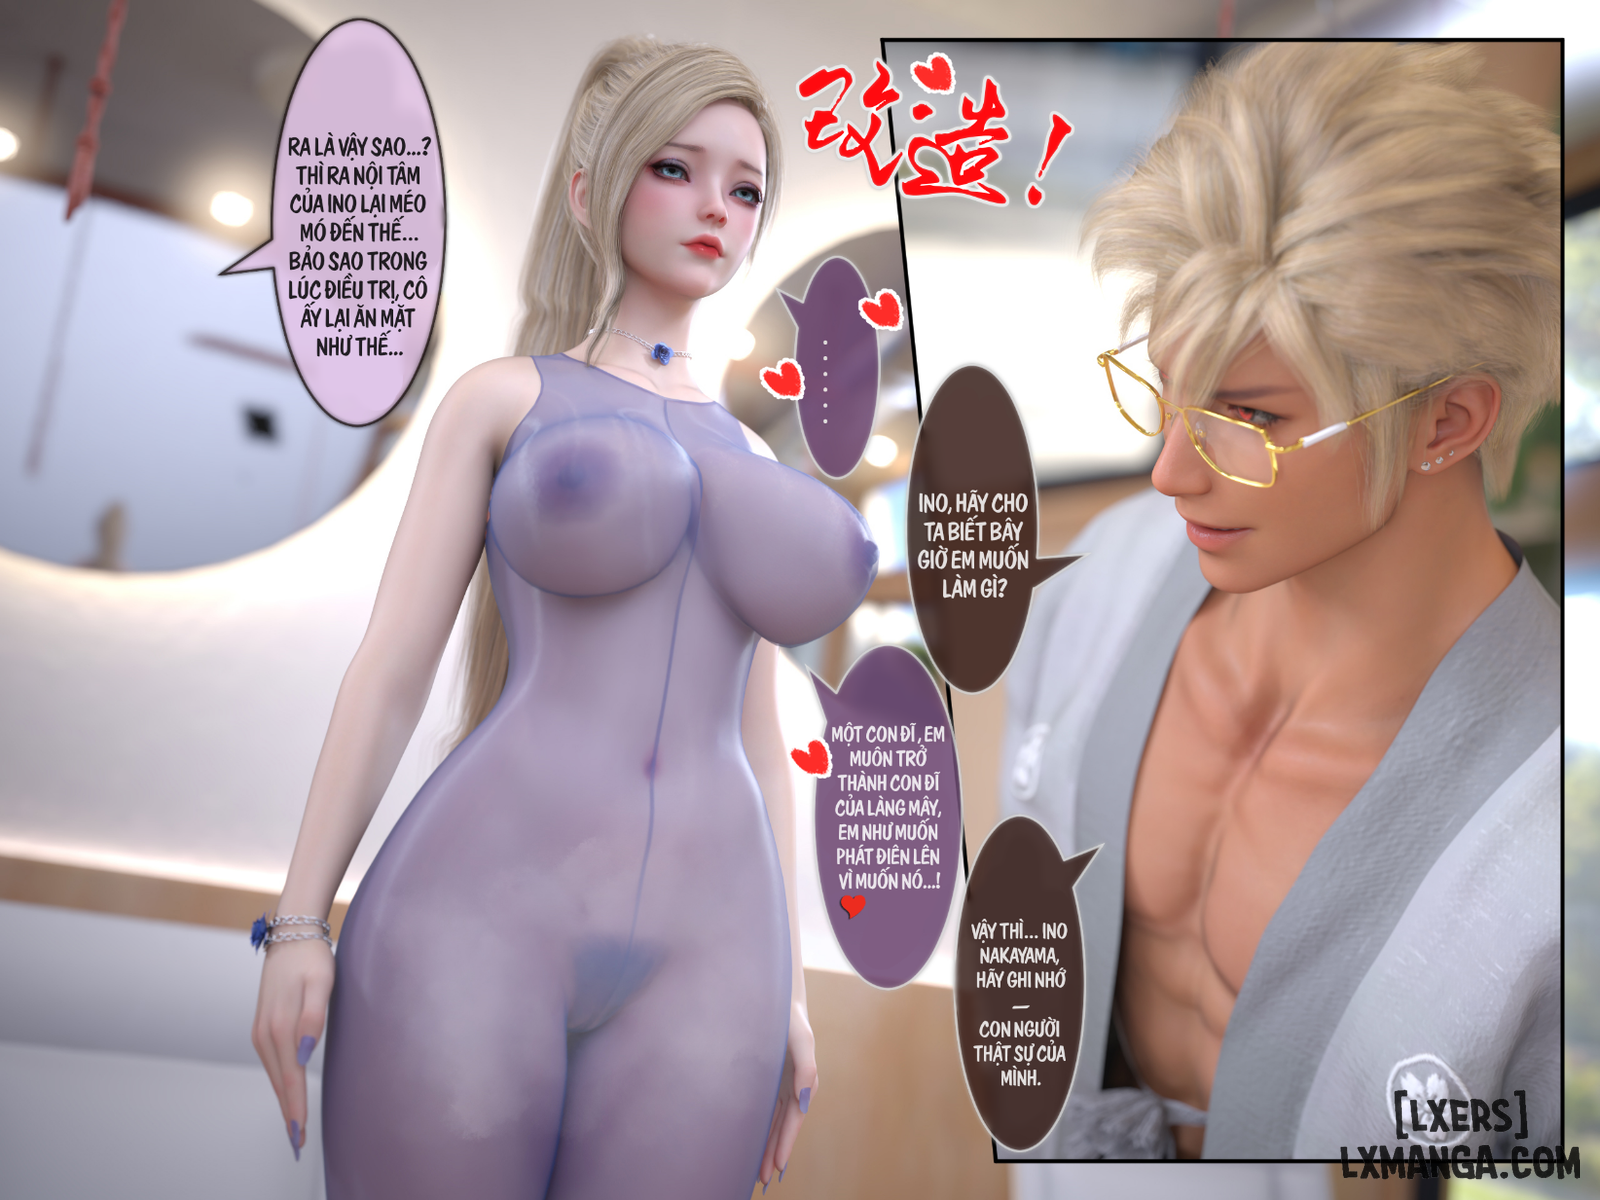 RA LÀ VẬY SAO...?
THÌ RA NỘI TÂM
CỦA INO LẠI MÉO
MÓ ĐẾN THẾ...
BẢO SAO TRONG
LÚC ĐIỀU TRỊ, CÔ
ẤY LẠI ĂN MẶT
NHƯ THẾ...
改造!
......
INO, HÃY CHO
TA BIẾT BÂY
GIỜ EM MUỐN
LÀM GÌ?
MỘT CON ĐĨ, EM
MUÔN TRỞ
THÀNH CON ĐĨ
CỦA LÀNG MÂY,
EM NHƯ MUỐN
PHÁT ĐIÊN LÊN
VÌ MUỐN NÓ...!
VẬY THÌ... INO
NAKAYAMA,
HÃY GHI NHỚ
—
CON NGƯỜI
THẬT SỰ CỦA
MÌNH.
[LXERS]
LXMANGA.COM